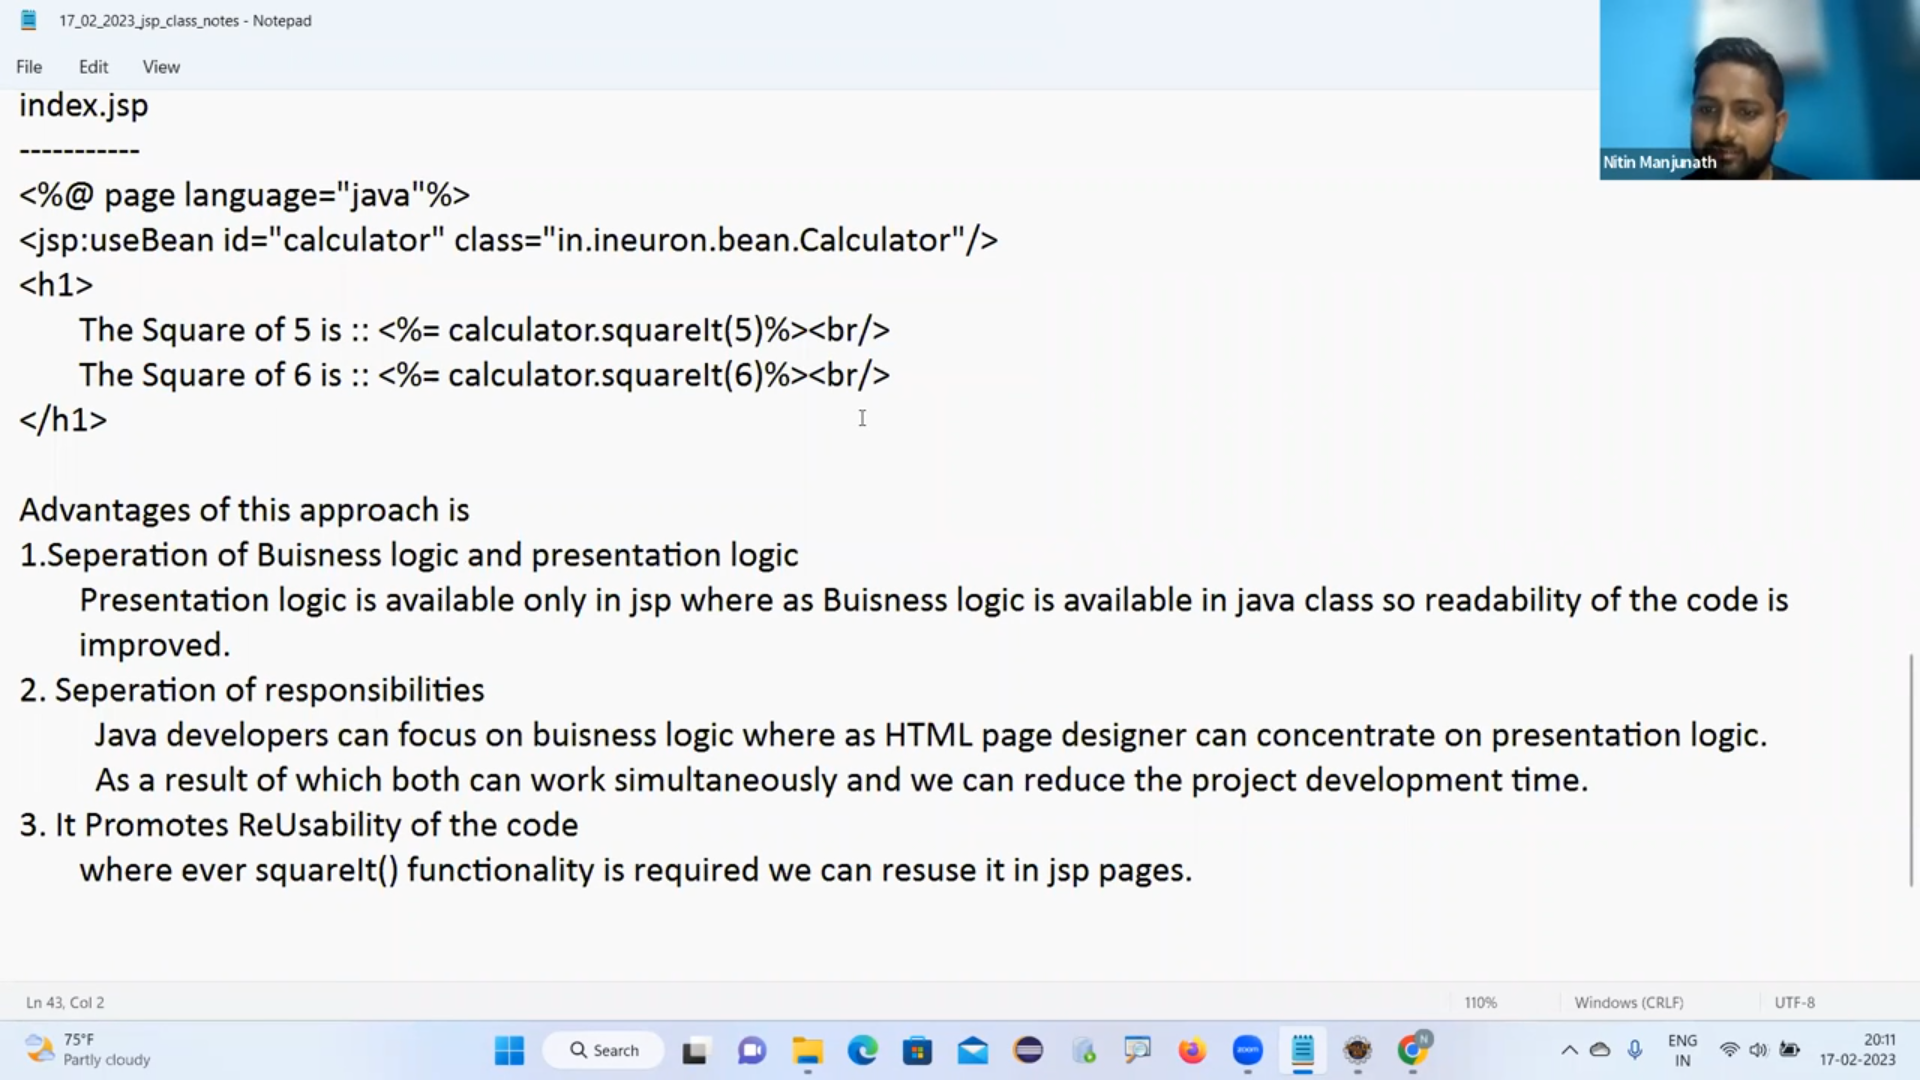 17_02_2023_jsp_class_notes - Notepad
File Edit View
Nitin Manjunath
index.jsp
-----------
<%@ page language="java"%>
<jsp:useBean id="calculator" class="in.ineuron.bean.Calculator"/>
<h1>
The Square of 5 is :: <%= calculator.squareIt(5)%><br/>
The Square of 6 is :: <%= calculator.squareIt(6)%><br/>
</h1>
Advantages of this approach is
1.Seperation of Buisness logic and presentation logic
Presentation logic is available only in jsp where as Buisness logic is available in java class so readability of the code is
improved.
2. Seperation of responsibilities
Java developers can focus on buisness logic where as HTML page designer can concentrate on presentation logic.
As a result of which both can work simultaneously and we can reduce the project development time.
3. It Promotes ReUsability of the code
where ever squareIt() functionality is required we can resuse it in jsp pages.
Ln 43, Col 2 110% Windows (CRLF) UTF-8
75°F
Partly cloudy
Search
zoom
N
ENG
IN
20:11
17-02-2023